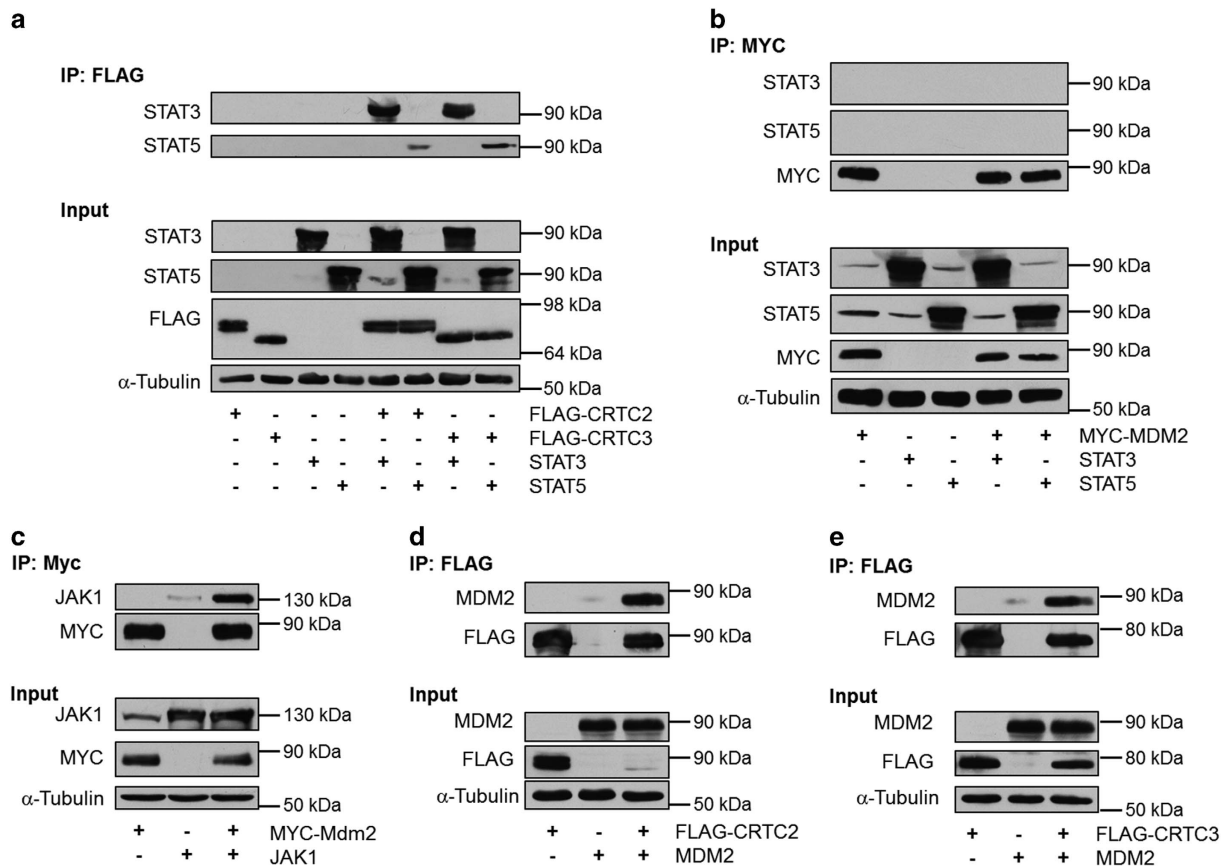 a
IP: FLAG
STAT3
90 kDa
STAT5
90 kDa
Input
STAT3
90 kDa
STAT5
90 kDa
FLAG
98 kDa
64 kDa
α-Tubulin
50 kDa
+ - - - + + - - FLAG-CRTC2
- + - - - - + + FLAG-CRTC3
- - + - + - + - STAT3
- - - + - + - + STAT5
b
IP: MYC
STAT3
90 kDa
STAT5
90 kDa
MYC
90 kDa
Input
STAT3
90 kDa
STAT5
90 kDa
MYC
90 kDa
α-Tubulin
50 kDa
+ - - + + MYC-MDM2
- + - + - STAT3
- - + - + STAT5
c
IP: Myc
JAK1
130 kDa
MYC
90 kDa
Input
JAK1
130 kDa
MYC
90 kDa
α-Tubulin
50 kDa
+ - + MYC-Mdm2
- + + JAK1
d
IP: FLAG
MDM2
90 kDa
FLAG
90 kDa
Input
MDM2
90 kDa
FLAG
90 kDa
α-Tubulin
50 kDa
+ - + FLAG-CRTC2
- + + MDM2
e
IP: FLAG
MDM2
90 kDa
FLAG
80 kDa
Input
MDM2
90 kDa
FLAG
80 kDa
α-Tubulin
50 kDa
+ - + FLAG-CRTC3
- + + MDM2